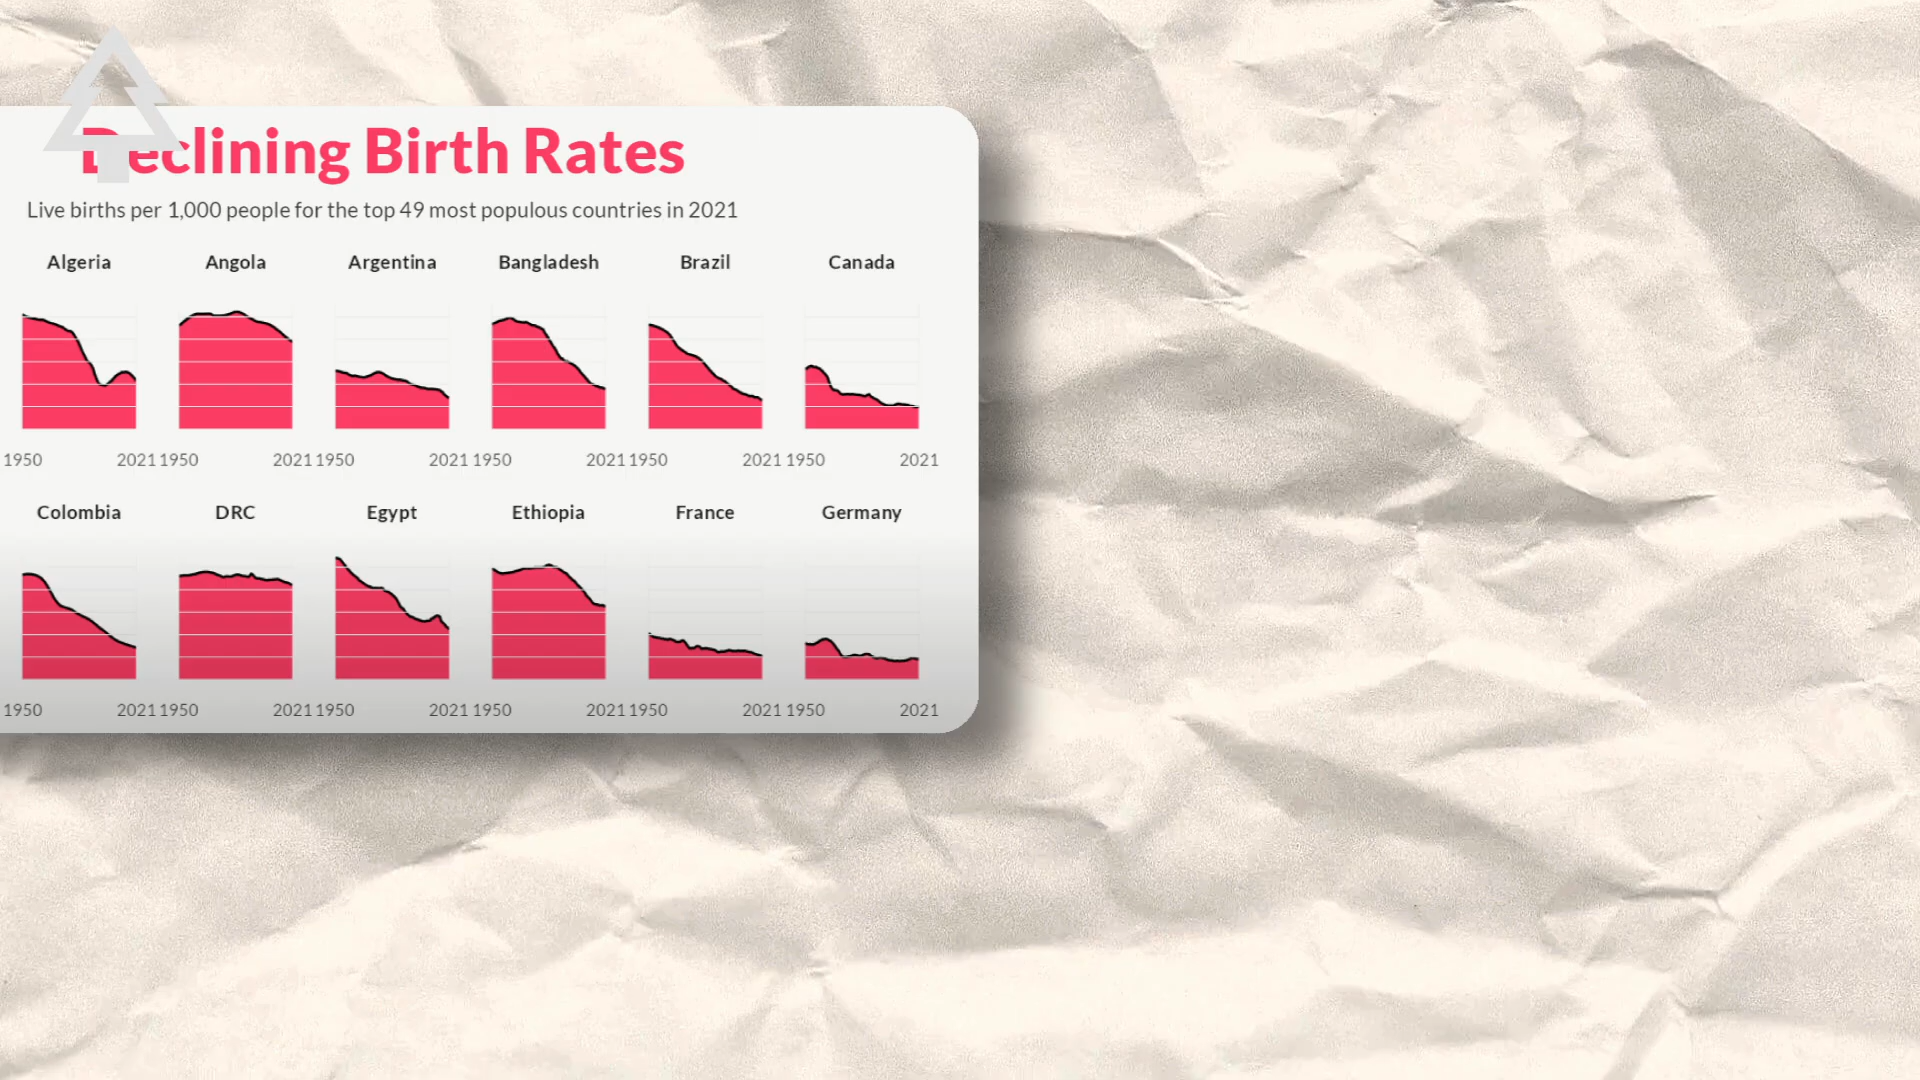 Declining Birth Rates
Live births per 1,000 people for the top 49 most populous countries in 2021
Algeria Angola Argentina Bangladesh Brazil Canada
1950 2021 1950 2021 1950 2021 1950 2021 1950 2021 1950 2021
Colombia DRC Egypt Ethiopia France Germany
1950 2021 1950 2021 1950 2021 1950 2021 1950 2021 1950 2021